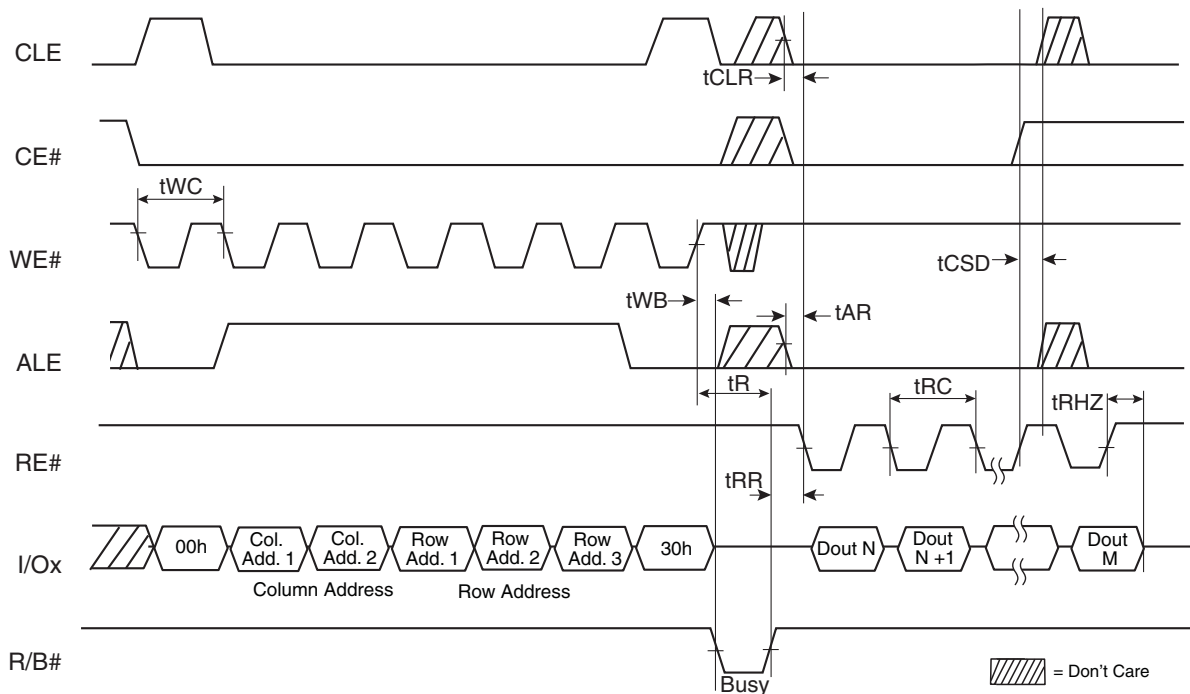 CLE
tCLR
CE#
tWC
WE#
tCSD
tWB
tAR
ALE
tR
tRC
tRHZ
RE#
tRR
I/Ox
00h
Col. Add. 1
Col. Add. 2
Row Add. 1
Row Add. 2
Row Add. 3
30h
Dout N
Dout N +1
Dout M
Column Address
Row Address
R/B#
Busy
= Don't Care